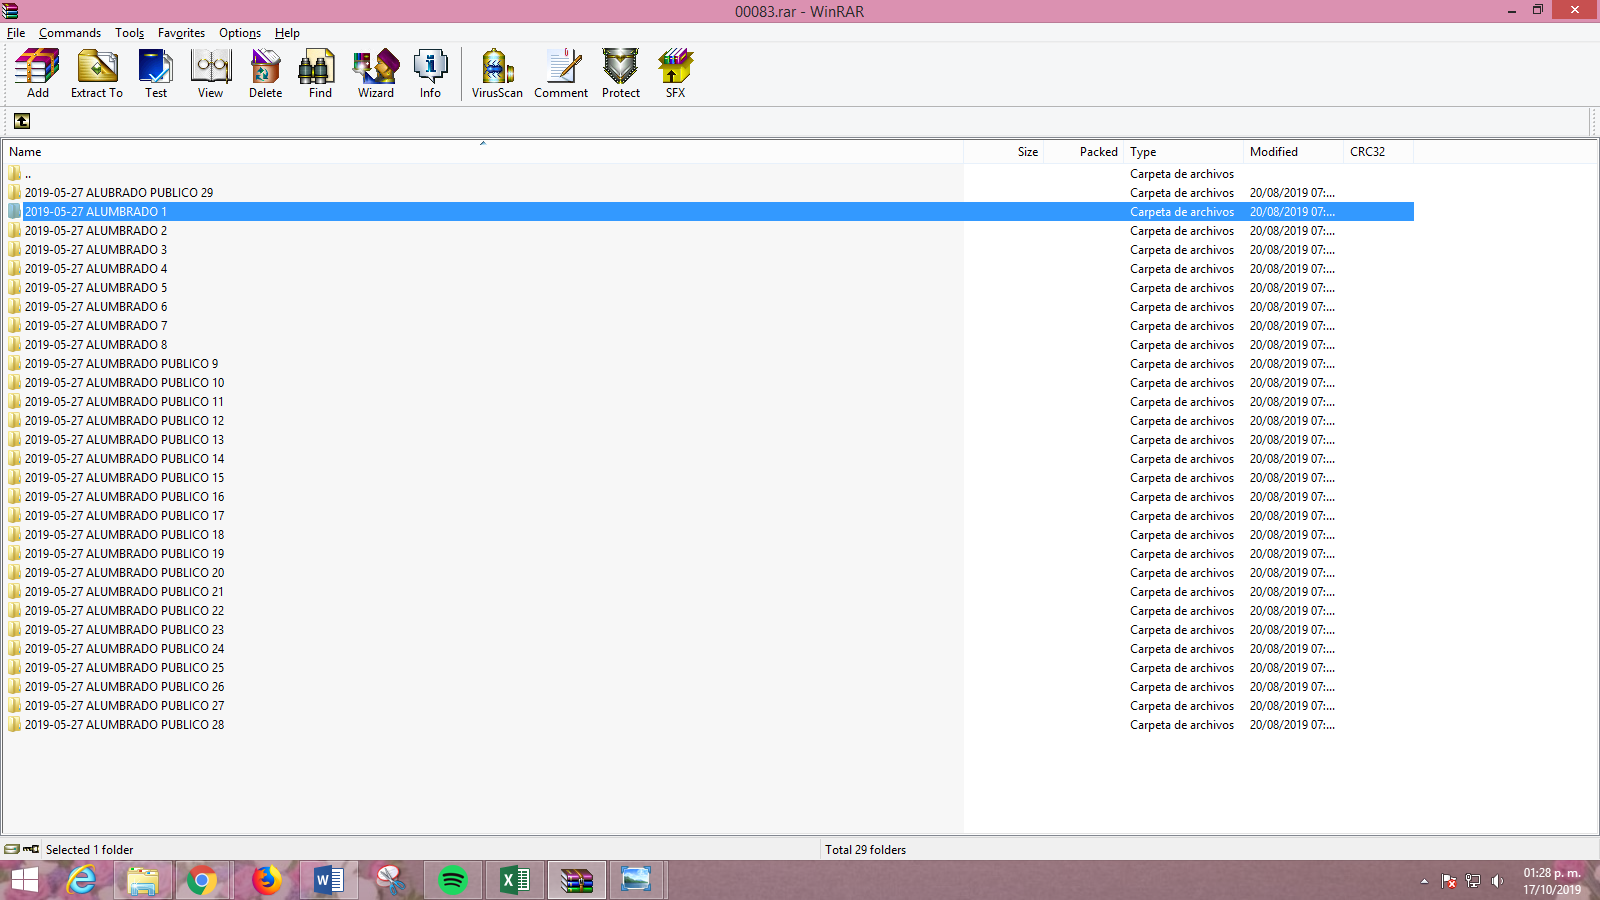 00083.rar - WinRAR
File Commands Tools Favorites Options Help
Add Extract To Test View Delete Find Wizard Info VirusScan Comment Protect SFX
Name Size Packed Type Modified CRC32
.. Carpeta de archivos
2019-05-27 ALUBRADO PUBLICO 29 Carpeta de archivos 20/08/2019 07:...
2019-05-27 ALUMBRADO 1 Carpeta de archivos 20/08/2019 07:...
2019-05-27 ALUMBRADO 2 Carpeta de archivos 20/08/2019 07:...
2019-05-27 ALUMBRADO 3 Carpeta de archivos 20/08/2019 07:...
2019-05-27 ALUMBRADO 4 Carpeta de archivos 20/08/2019 07:...
2019-05-27 ALUMBRADO 5 Carpeta de archivos 20/08/2019 07:...
2019-05-27 ALUMBRADO 6 Carpeta de archivos 20/08/2019 07:...
2019-05-27 ALUMBRADO 7 Carpeta de archivos 20/08/2019 07:...
2019-05-27 ALUMBRADO 8 Carpeta de archivos 20/08/2019 07:...
2019-05-27 ALUMBRADO PUBLICO 9 Carpeta de archivos 20/08/2019 07:...
2019-05-27 ALUMBRADO PUBLICO 10 Carpeta de archivos 20/08/2019 07:...
2019-05-27 ALUMBRADO PUBLICO 11 Carpeta de archivos 20/08/2019 07:...
2019-05-27 ALUMBRADO PUBLICO 12 Carpeta de archivos 20/08/2019 07:...
2019-05-27 ALUMBRADO PUBLICO 13 Carpeta de archivos 20/08/2019 07:...
2019-05-27 ALUMBRADO PUBLICO 14 Carpeta de archivos 20/08/2019 07:...
2019-05-27 ALUMBRADO PUBLICO 15 Carpeta de archivos 20/08/2019 07:...
2019-05-27 ALUMBRADO PUBLICO 16 Carpeta de archivos 20/08/2019 07:...
2019-05-27 ALUMBRADO PUBLICO 17 Carpeta de archivos 20/08/2019 07:...
2019-05-27 ALUMBRADO PUBLICO 18 Carpeta de archivos 20/08/2019 07:...
2019-05-27 ALUMBRADO PUBLICO 19 Carpeta de archivos 20/08/2019 07:...
2019-05-27 ALUMBRADO PUBLICO 20 Carpeta de archivos 20/08/2019 07:...
2019-05-27 ALUMBRADO PUBLICO 21 Carpeta de archivos 20/08/2019 07:...
2019-05-27 ALUMBRADO PUBLICO 22 Carpeta de archivos 20/08/2019 07:...
2019-05-27 ALUMBRADO PUBLICO 23 Carpeta de archivos 20/08/2019 07:...
2019-05-27 ALUMBRADO PUBLICO 24 Carpeta de archivos 20/08/2019 07:...
2019-05-27 ALUMBRADO PUBLICO 25 Carpeta de archivos 20/08/2019 07:...
2019-05-27 ALUMBRADO PUBLICO 26 Carpeta de archivos 20/08/2019 07:...
2019-05-27 ALUMBRADO PUBLICO 27 Carpeta de archivos 20/08/2019 07:...
2019-05-27 ALUMBRADO PUBLICO 28 Carpeta de archivos 20/08/2019 07:...
Selected 1 folder Total 29 folders
01:28 p. m.
17/10/2019